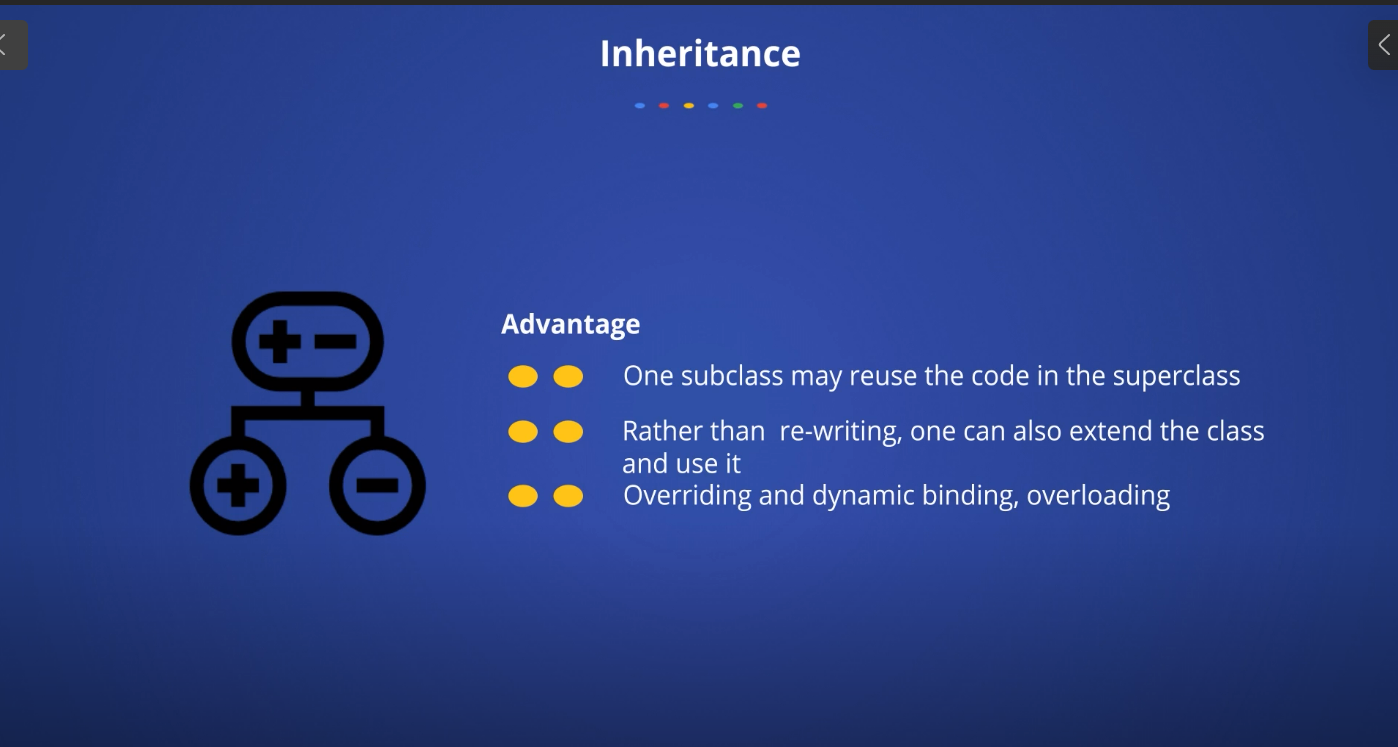 Inheritance
Advantage
One subclass may reuse the code in the superclass
Rather than  re-writing, one can also extend the class
and use it
Overriding and dynamic binding, overloading